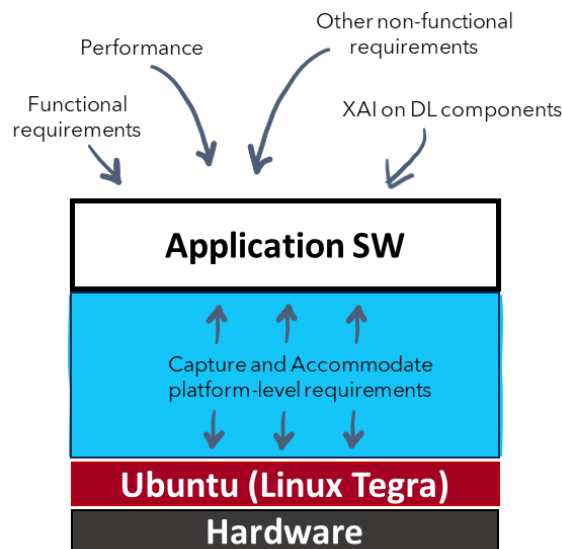 Performance
Other non-functional
requirements
Functional
requirements
XAI on DL components
Application SW
Capture and Accommodate
platform-level requirements
Ubuntu (Linux Tegra)
Hardware